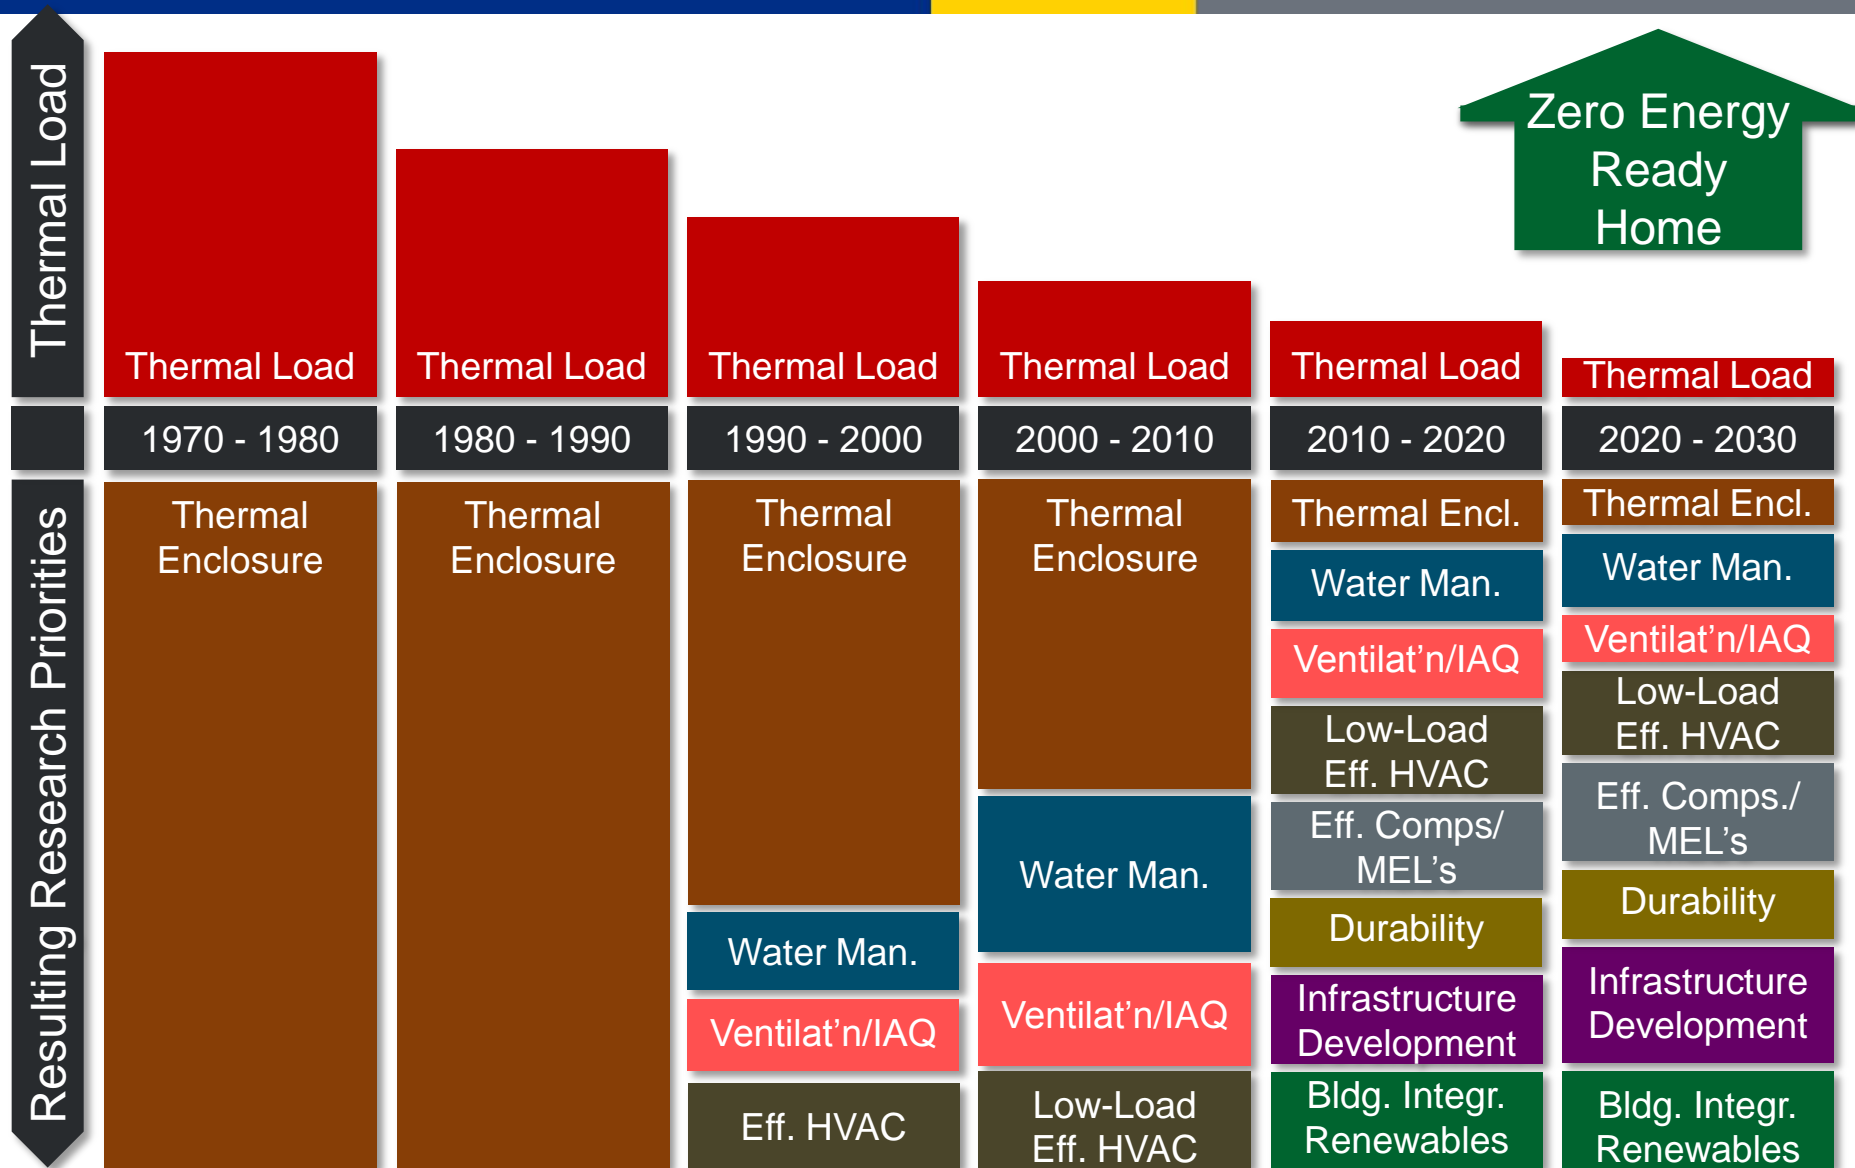 Thermal Load
Zero Energy
Ready
Home
Thermal Load
Thermal Load
Thermal Load
Thermal Load
Thermal Load
Thermal Load
1970 - 1980
1980 - 1990
1990 - 2000
2000 - 2010
2010 - 2020
2020 - 2030
Resulting Research Priorities
Thermal
Enclosure
Thermal
Enclosure
Thermal
Enclosure
Water Man.
Ventilat’n/IAQ
Eff. HVAC
Thermal
Enclosure
Water Man.
Ventilat’n/IAQ
Low-Load
Eff. HVAC
Thermal Encl.
Water Man.
Ventilat’n/IAQ
Low-Load
Eff. HVAC
Eff. Comps/
MEL’s
Durability
Infrastructure
Development
Bldg. Integr.
Renewables
Thermal Encl.
Water Man.
Ventilat’n/IAQ
Low-Load
Eff. HVAC
Eff. Comps./
MEL’s
Durability
Infrastructure
Development
Bldg. Integr.
Renewables